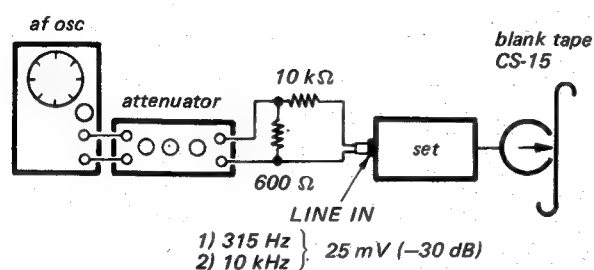 af osc
attenuator
10 kΩ
600 Ω
LINE IN
set
blank tape
CS-15
1) 315 Hz
2) 10 kHz
25 mV (–30 dB)